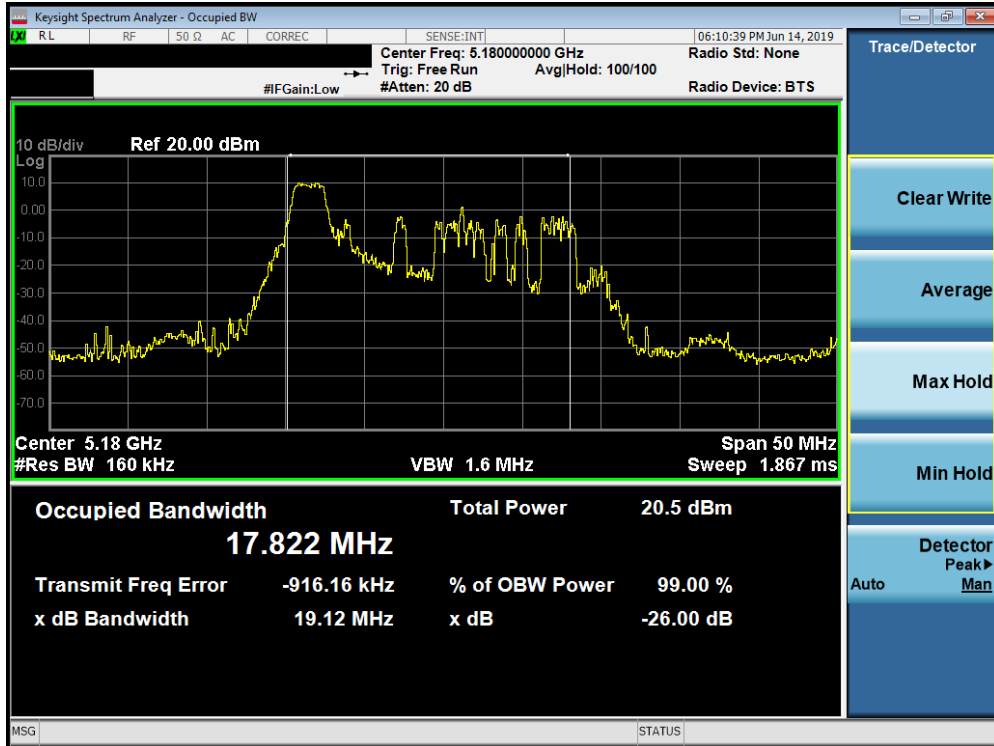 Keysight Spectrum Analyzer - Occupied BW
LXI RL RF 50 Ω AC CORREC SENSE:INT 06:10:39 PM Jun 14, 2019
Center Freq: 5.180000000 GHz Radio Std: None
Trig: Free Run Avg|Hold: 100/100
#IFGain:Low #Atten: 20 dB Radio Device: BTS
10 dB/div Ref 20.00 dBm
Log
10.0
0.00
-10.0
-20.0
-30.0
-40.0
-50.0
-60.0
-70.0
Center 5.18 GHz Span 50 MHz
#Res BW 160 kHz VBW 1.6 MHz Sweep 1.867 ms
Occupied Bandwidth Total Power 20.5 dBm
17.822 MHz
Transmit Freq Error -916.16 kHz % of OBW Power 99.00 %
x dB Bandwidth 19.12 MHz x dB -26.00 dB
Trace/Detector
Clear Write
Average
Max Hold
Min Hold
Detector
Peak▶
Auto Man
MSG STATUS